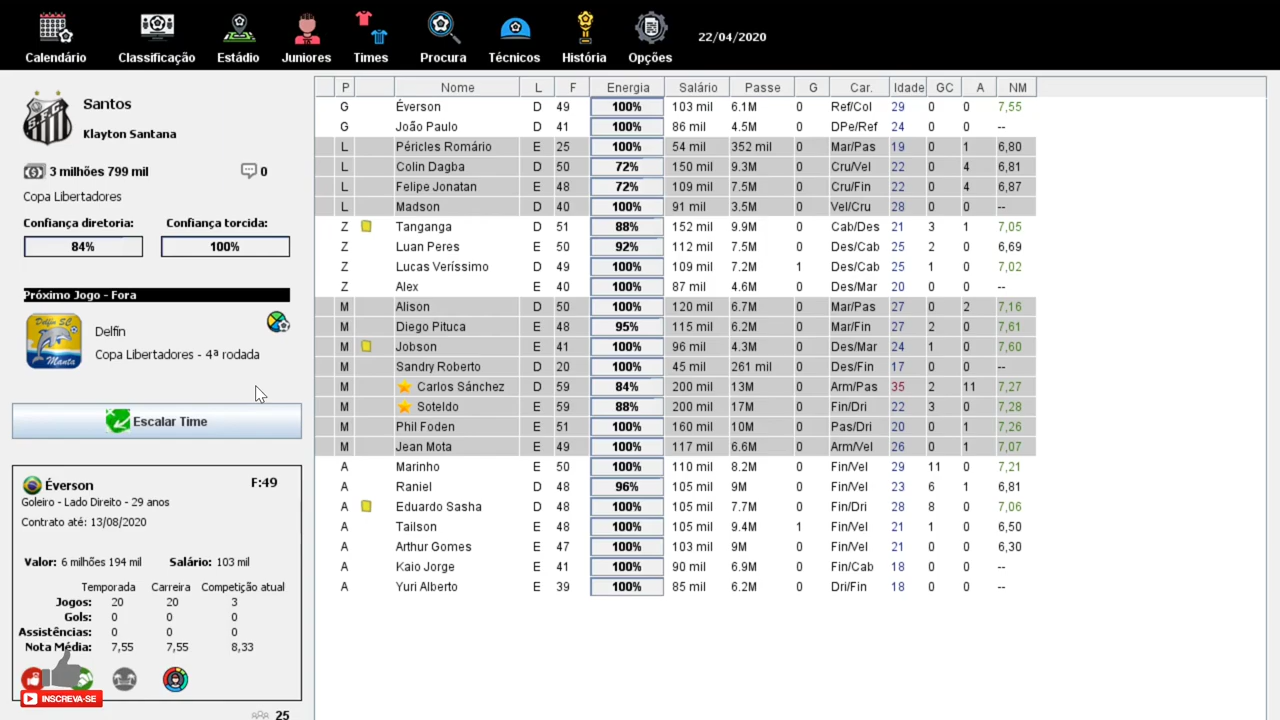 Calendário Classificação Estádio Juniores Times Procura Técnicos História Opções 22/04/2020
Santos
Klayton Santana
3 milhões 799 mil 0
Copa Libertadores
Confiança diretoria: Confiança torcida:
84% 100%
Próximo Jogo - Fora
Delfin
Copa Libertadores - 4ª rodada
Delfin SC
Manta
Escalar Time
Éverson F:49
Goleiro - Lado Direito - 29 anos
Contrato até: 13/08/2020
Valor: 6 milhões 194 mil Salário: 103 mil
Temporada Carreira Competição atual
Jogos: 20 20 3
Gols: 0 0 0
Assistências: 0 0 0
Nota Média: 7,55 7,55 8,33
INSCREVA-SE
25
P Nome L F Energia Salário Passe G Car. Idade GC A NM
G Éverson D 49 100% 103 mil 6.1M 0 Ref/Col 29 0 0 7,55
G João Paulo D 41 100% 86 mil 4.5M 0 DPe/Ref 24 0 0 --
L Péricles Romário E 25 100% 54 mil 352 mil 0 Mar/Pas 19 0 1 6,80
L Colin Dagba D 50 72% 150 mil 9.3M 0 Cru/Vel 22 0 4 6,81
L Felipe Jonatan E 48 72% 109 mil 7.5M 0 Cru/Fin 22 0 4 6,87
L Madson D 40 100% 91 mil 3.5M 0 Vel/Cru 28 0 0 --
Z Tanganga D 51 88% 152 mil 9.9M 0 Cab/Des 21 3 1 7,05
Z Luan Peres E 50 92% 112 mil 7.5M 0 Des/Cab 25 2 0 6,69
Z Lucas Veríssimo D 49 100% 109 mil 7.2M 1 Des/Cab 25 1 0 7,02
Z Alex E 40 100% 87 mil 4.6M 0 Des/Mar 20 0 0 --
M Alison D 50 100% 120 mil 6.7M 0 Mar/Pas 27 0 2 7,16
M Diego Pituca E 48 95% 115 mil 6.2M 0 Mar/Fin 27 2 0 7,61
M Jobson E 41 100% 96 mil 4.3M 0 Des/Mar 24 1 0 7,60
M Sandry Roberto D 20 100% 45 mil 261 mil 0 Des/Fin 17 0 0 --
M Carlos Sánchez D 59 84% 200 mil 13M 0 Arm/Pas 35 2 11 7,27
M Soteldo E 59 88% 200 mil 17M 0 Fin/Dri 22 3 0 7,28
M Phil Foden E 51 100% 160 mil 10M 0 Pas/Dri 20 0 1 7,26
M Jean Mota E 49 100% 117 mil 6.6M 0 Arm/Vel 26 0 1 7,07
A Marinho E 50 100% 110 mil 8.2M 0 Fin/Vel 29 11 0 7,21
A Raniel D 48 96% 105 mil 9M 0 Fin/Vel 23 6 1 6,81
A Eduardo Sasha D 48 100% 105 mil 7.7M 0 Fin/Dri 28 8 0 7,06
A Tailson E 48 100% 105 mil 9.4M 1 Fin/Vel 21 1 0 6,50
A Arthur Gomes E 47 100% 103 mil 9M 0 Fin/Vel 21 0 0 6,30
A Kaio Jorge E 41 100% 90 mil 6.9M 0 Fin/Cab 18 0 0 --
A Yuri Alberto E 39 100% 85 mil 6.2M 0 Dri/Fin 18 0 0 --